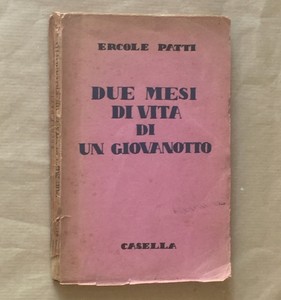 ERCOLE PATTI
DUE MESI
DI VITA
DI
UN GIOVANOTTO
CASELLA